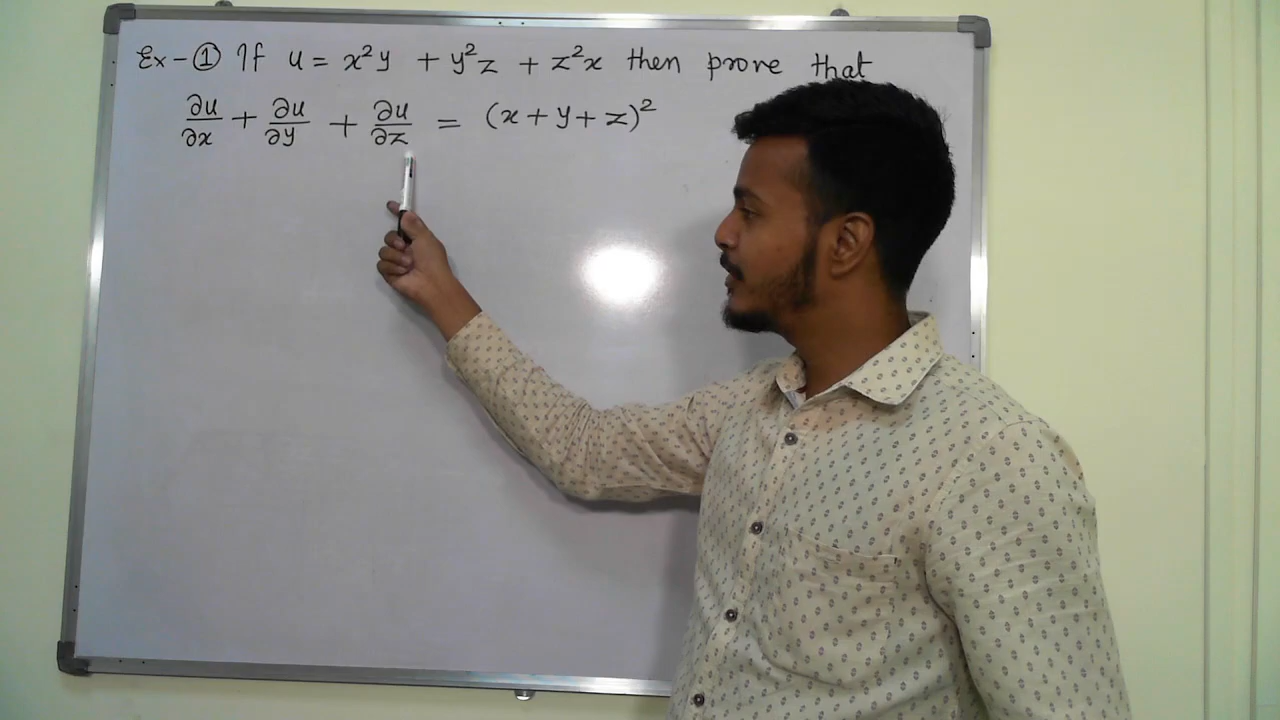 Ex-① If u = x²y + y²z + z²x then prove that
∂u/∂x + ∂u/∂y + ∂u/∂z = (x+y+z)²